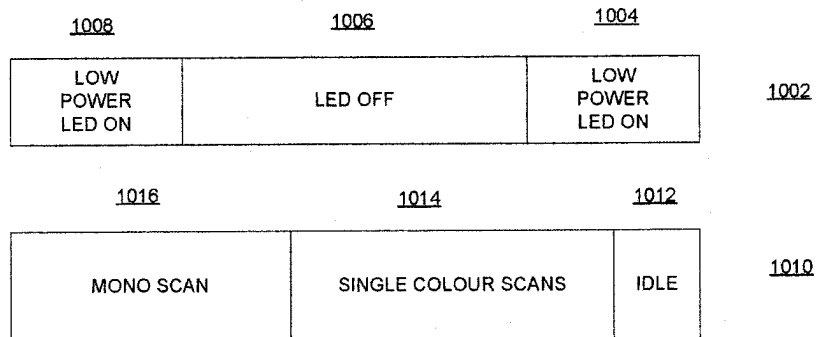 1008 1006 1004
LOW POWER LED ON
LED OFF
LOW POWER LED ON
1002
1016 1014 1012
MONO SCAN SINGLE COLOUR SCANS IDLE
1010